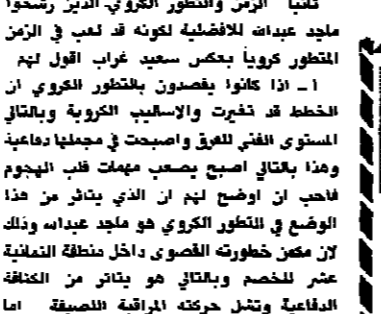 ثانيا الزمن والتطور الكروي. الذين رشحوا
ماجد عبدالله للافضلية لكونه قد لعب في الزمن
المتطور كرويا بعكس سعيد غراب اقول لهم
١ ـ اذا كانوا يقصدون بالتطور الكروي ان
الخطط قد تغيرت والاساليب الكروية وبالتالي
المستوى الفني للفرق واصبحت في مجملها دفاعية
وهذا بالتالي اصبح يصعب مهمات قلب الهجوم
فاحب ان اوضح لهم ان الذي يتاثر من هذا
الوضع في التطور الكروي هو ماجد عبدالله وذلك
لان مكمن خطورته القصوى داخل منطقة الثمانية
عشر للخصم وبالتالي هو يتاثر من الكثافة
الدفاعية وتشل حركته المراقبة اللصيقة اما